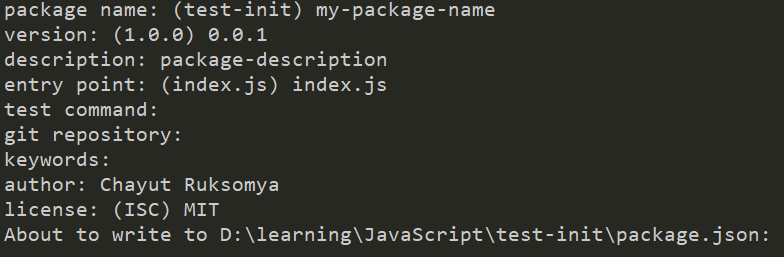 package name: (test-init) my-package-name
version: (1.0.0) 0.0.1
description: package-description
entry point: (index.js) index.js
test command:
git repository:
keywords:
author: Chayut Ruksomya
license: (ISC) MIT
About to write to D:\learning\JavaScript\test-init\package.json: